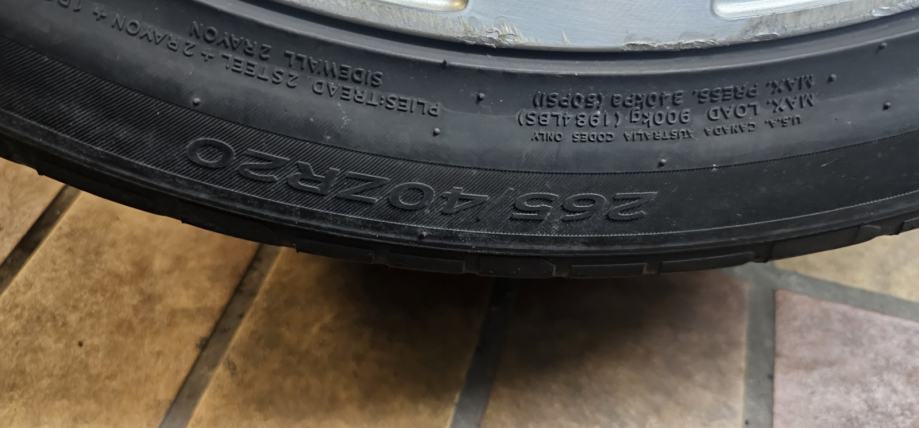 265/40ZR20
U.S.A. CANADA AUSTRALIA CODES ONLY
MAX. LOAD 900kg (1984LBS)
MAX. PRESS. 340kPa (50PSI)
PLIES:TREAD 2STEEL + 2RAYON +
SIDEWALL 2RAYON